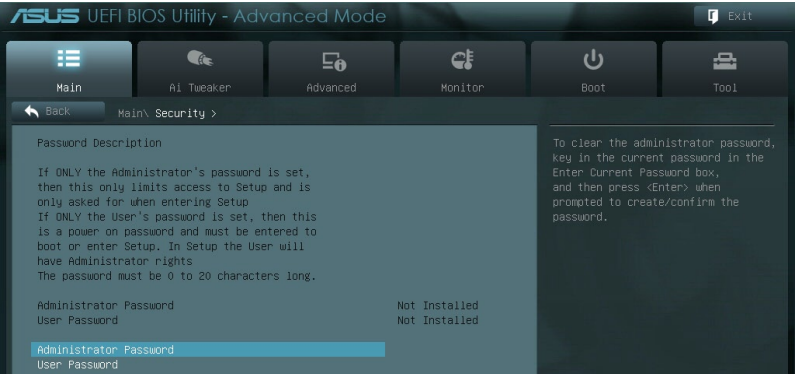 ASUS UEFI BIOS Utility - Advanced Mode
Exit
Main
Ai Tweaker
Advanced
Monitor
Boot
Tool
Back
Main\ Security >
Password Description
If ONLY the Administrator's password is set,
then this only limits access to Setup and is
only asked for when entering Setup
If ONLY the User's password is set, then this
is a power on password and must be entered to
boot or enter Setup. In Setup the User will
have Administrator rights
The password must be 0 to 20 characters long.
Administrator Password Not Installed
User Password Not Installed
Administrator Password
User Password
To clear the administrator password,
key in the current password in the
Enter Current Password box,
and then press <Enter> when
prompted to create/confirm the
password.